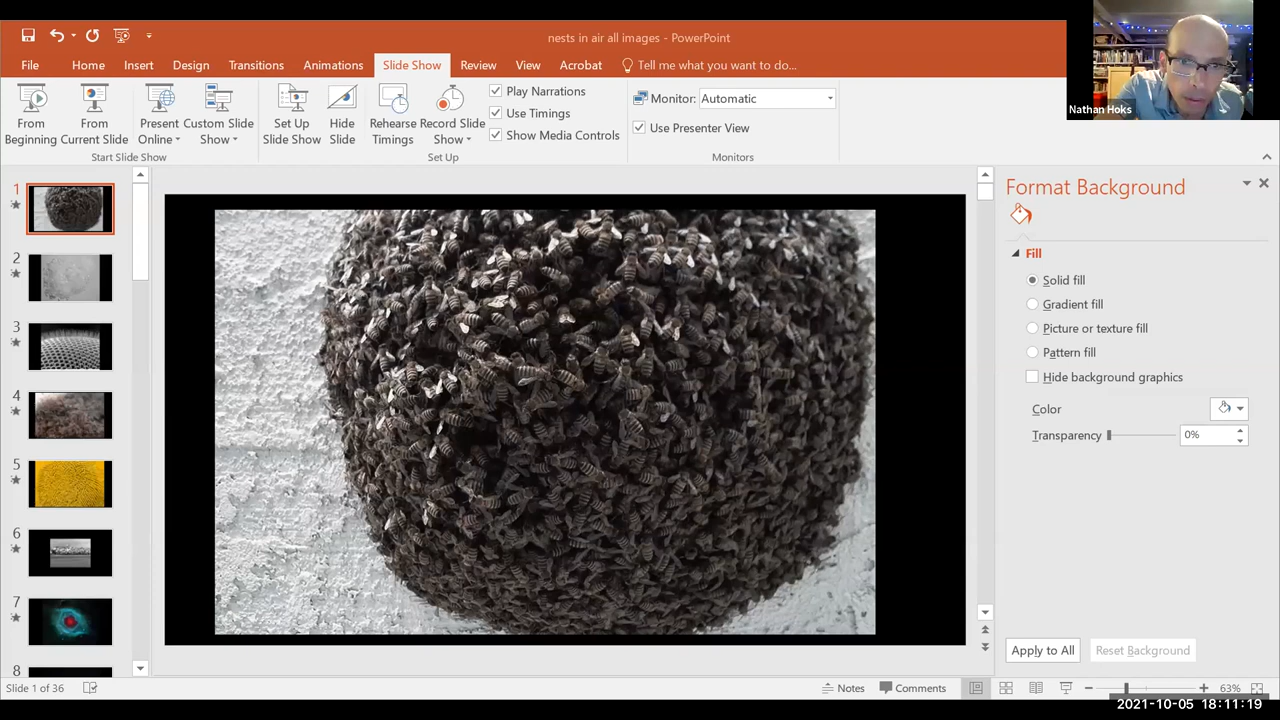 nests in air all images - PowerPoint
File Home Insert Design Transitions Animations Slide Show Review View Acrobat Tell me what you want to do...
From Beginning
From Current Slide
Present Online
Custom Slide Show
Start Slide Show
Set Up Slide Show
Hide Slide
Rehearse Timings
Record Slide Show
Play Narrations
Use Timings
Show Media Controls
Set Up
Monitor: Automatic
Use Presenter View
Monitors
Nathan Hoks
1
2
3
4
5
6
7
8
Format Background
Fill
Solid fill
Gradient fill
Picture or texture fill
Pattern fill
Hide background graphics
Color
Transparency 0%
Apply to All Reset Background
Slide 1 of 36 Notes Comments 63%
2021-10-05 18:11:19